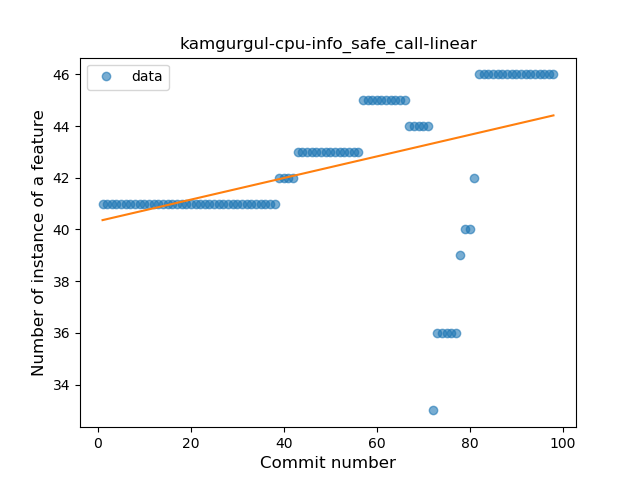 kamgurgul-cpu-info_safe_call-linear
data
Number of instance of a feature
46
44
42
40
38
36
34
0 20 40 60 80 100
Commit number